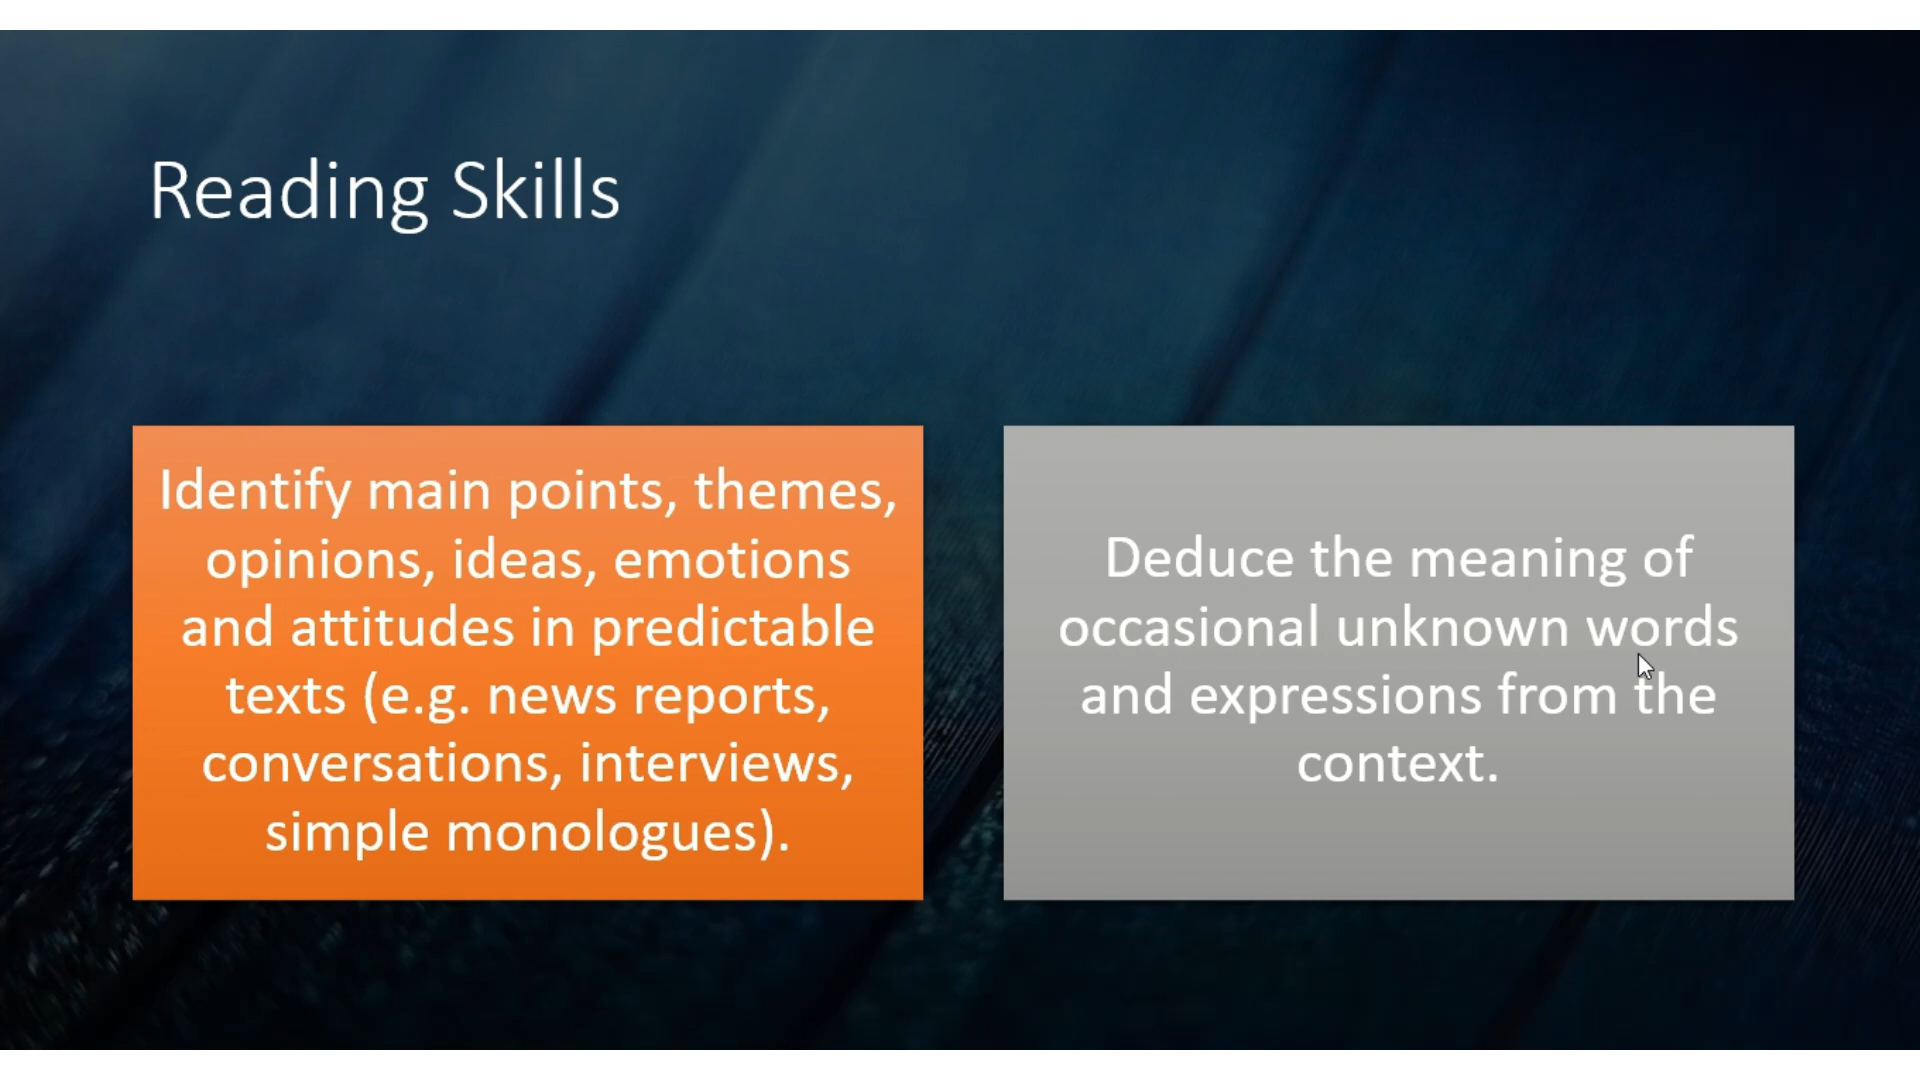 Reading Skills
Identify main points, themes,
opinions, ideas, emotions
and attitudes in predictable
texts (e.g. news reports,
conversations, interviews,
simple monologues).
Deduce the meaning of
occasional unknown words
and expressions from the
context.